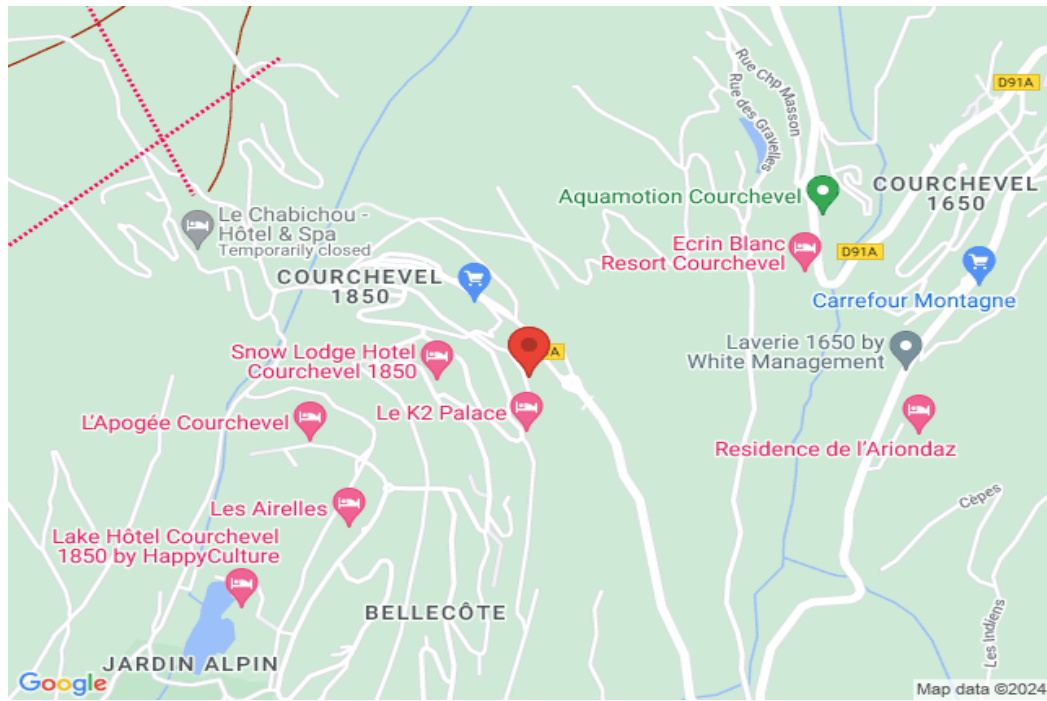 D91A
Rue Chp Masson
Rue des Gravelles
Aquamotion Courchevel
COURCHEVEL
1650
Le Chabichou -
Hôtel & Spa
Temporarily closed
Ecrin Blanc
Resort Courchevel
D91A
COURCHEVEL
1850
Carrefour Montagne
Snow Lodge Hotel
Courchevel 1850
Laverie 1650 by
White Management
L'Apogée Courchevel
Le K2 Palace
Residence de l'Ariondaz
Les Airelles
Cèpes
Lake Hôtel Courchevel
1850 by HappyCulture
BELLECÔTE
Les Indiens
JARDIN ALPIN
Google
Map data ©2024